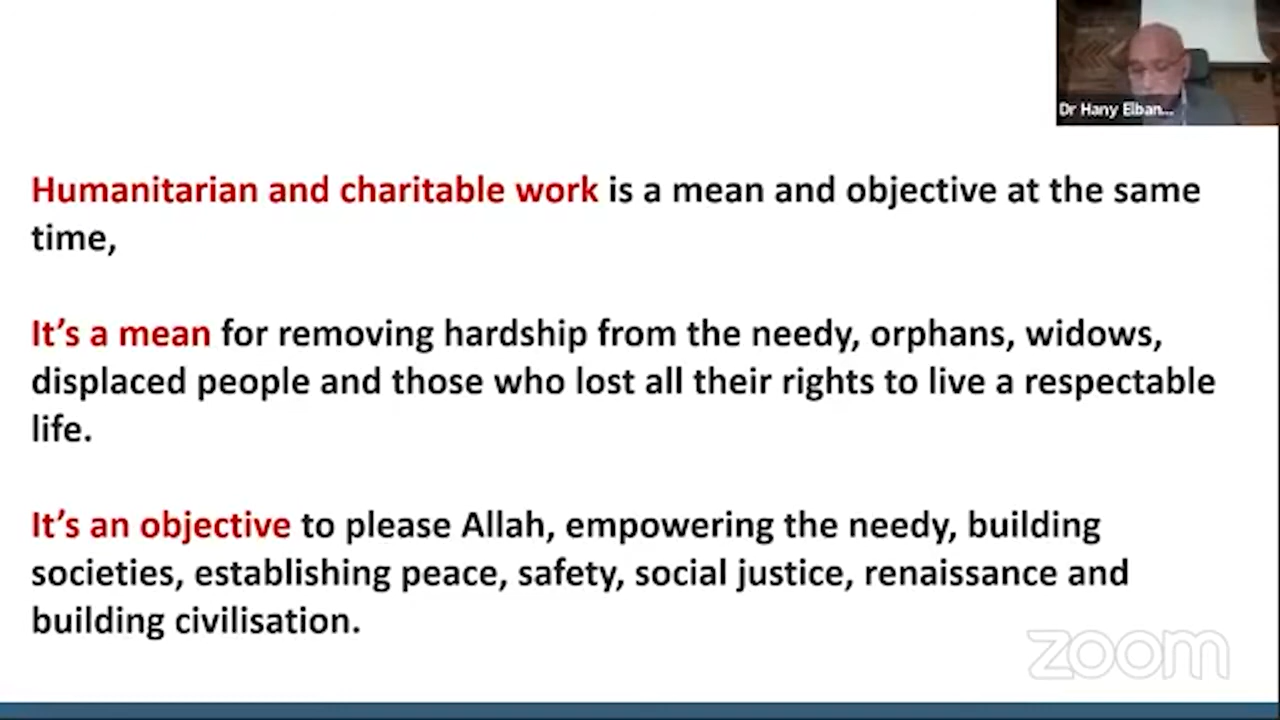 Dr Hany Elban...
Humanitarian and charitable work is a mean and objective at the same
time,
It's a mean for removing hardship from the needy, orphans, widows,
displaced people and those who lost all their rights to live a respectable
life.
It's an objective to please Allah, empowering the needy, building
societies, establishing peace, safety, social justice, renaissance and
building civilisation.
zoom